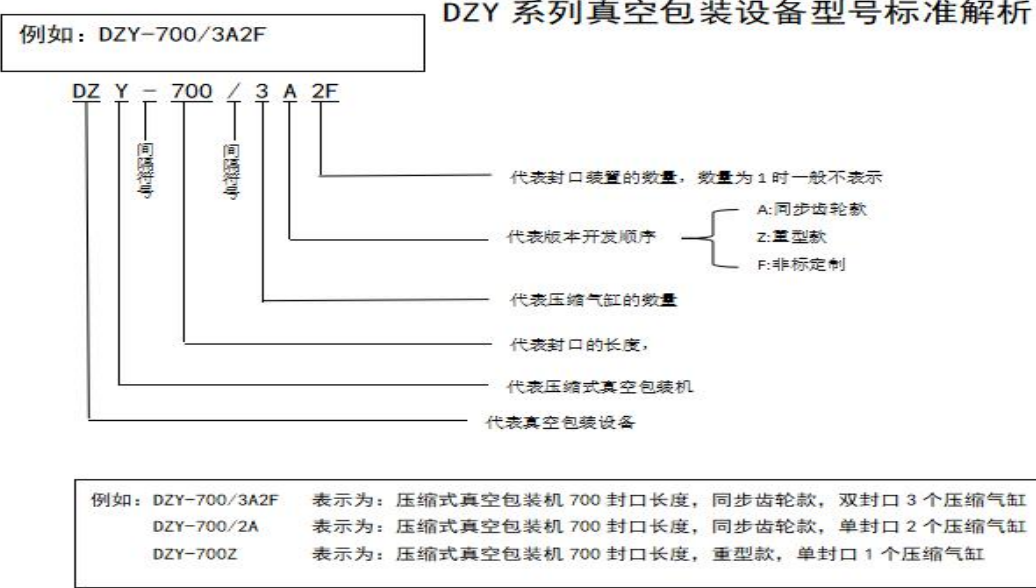 DZY 系列真空包装设备型号标准解析
例如：DZY-700/3A2F
DZ Y - 700 / 3 A 2F
间隔符号
间隔符号
代表封口装置的数量，数量为1时一般不表示
A:同步齿轮款
代表版本开发顺序
Z:重型款
F:非标定制
代表压缩气缸的数量
代表封口的长度，
代表压缩式真空包装机
代表真空包装设备
例如：DZY-700/3A2F 表示为：压缩式真空包装机 700 封口长度，同步齿轮款，双封口 3 个压缩气缸
DZY-700/2A 表示为：压缩式真空包装机 700 封口长度，同步齿轮款，单封口 2 个压缩气缸
DZY-700Z 表示为：压缩式真空包装机 700 封口长度，重型款，单封口 1 个压缩气缸